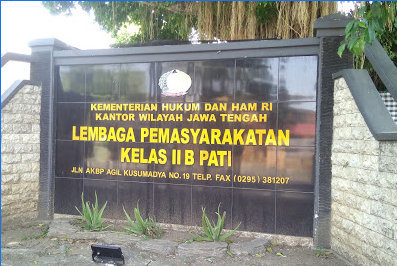 KEMENTERIAN HUKUM DAN HAM RI
KANTOR WILAYAH JAWA TENGAH
LEMBAGA PEMASYARAKATAN
KELAS II B PATI
JLN AKBP AGIL KUSUMADYA NO.19 TELP. FAX (0295) 381207